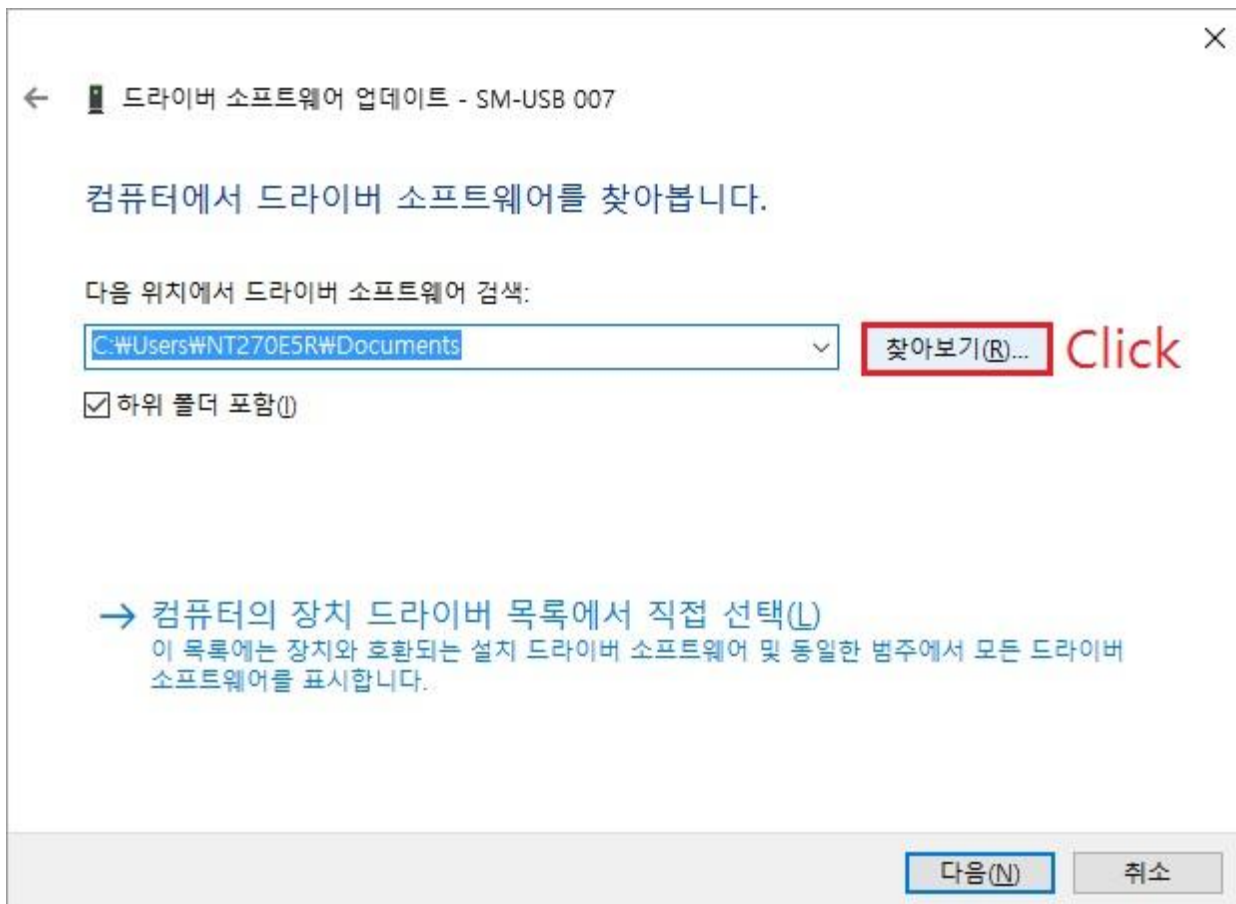 드라이버 소프트웨어 업데이트 - SM-USB 007
컴퓨터에서 드라이버 소프트웨어를 찾아봅니다.
다음 위치에서 드라이버 소프트웨어 검색:
C:₩Users₩NT270E5R₩Documents
찾아보기(R)... Click
하위 폴더 포함(I)
→ 컴퓨터의 장치 드라이버 목록에서 직접 선택(L)
이 목록에는 장치와 호환되는 설치 드라이버 소프트웨어 및 동일한 범주에서 모든 드라이버
소프트웨어를 표시합니다.
다음(N) 취소